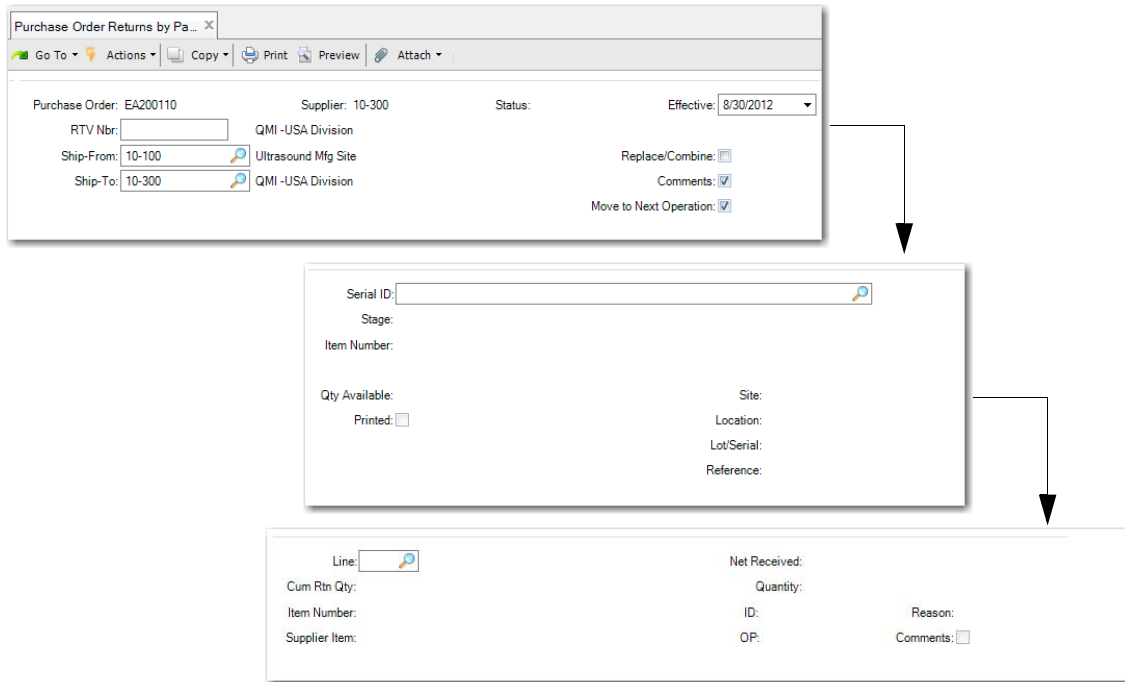 Purchase Order Returns by Pa... X
Go To Actions Copy Print Preview Attach
Purchase Order: EA200110 Supplier: 10-300 Status: Effective: 8/30/2012
RTV Nbr: QMI -USA Division
Ship-From: 10-100 Ultrasound Mfg Site Replace/Combine:
Ship-To: 10-300 QMI -USA Division Comments:
Move to Next Operation:
Serial ID:
Stage:
Item Number:
Qty Available: Site:
Printed: Location:
Lot/Serial:
Reference:
Line: Net Received:
Cum Rtn Qty: Quantity:
Item Number: ID: Reason:
Supplier Item: OP: Comments: